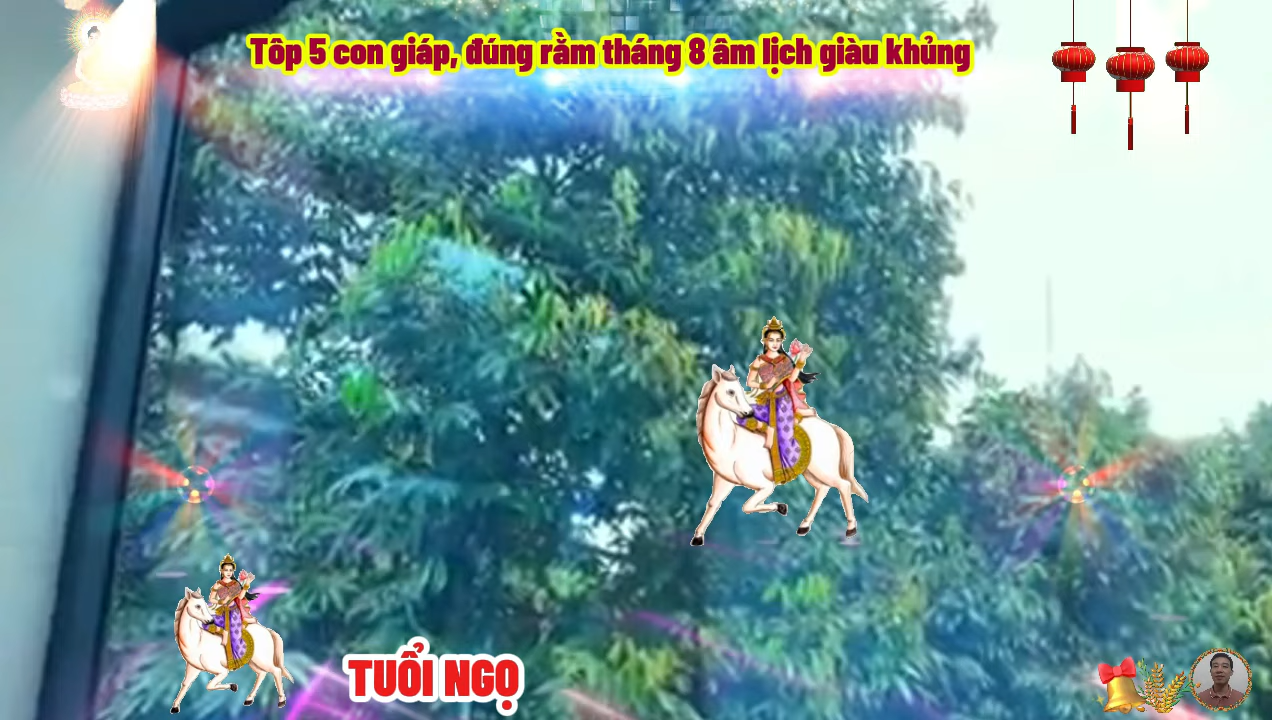 Tôp 5 con giáp, đúng rằm tháng 8 âm lịch giàu khủng
TUỔI NGỌ